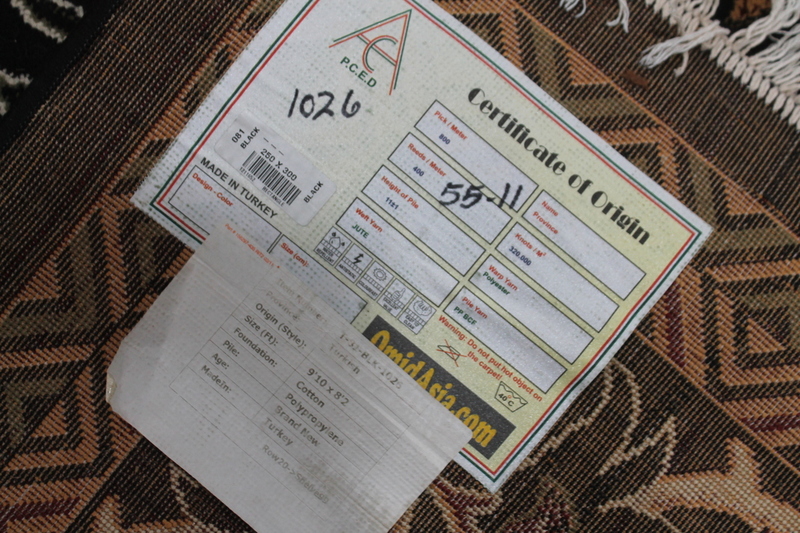 AC
P.C.E.D
1026
Certificate of Origin
081
BLACK
250 X 300
BLACK
MADE IN TURKEY
Design - Color
Size (cm):
Pick / Meter
800
Reeds / Meter
400
55-11
Height of Pile
1181
Weft Yarn
JUTE
Name
Province
Knots / M²
320.000
Warp Yarn
Polyester
Pile Yarn
PP BCF
Warning: Do not put hot object on
the carpet!
40°C
OmidAsia.com
Origin (Style): Turkish
Size (Ft): 9'10 x 8'2
Foundation: Cotton
Pile: Polypropylene
Age: Brand New
Made in: Turkey